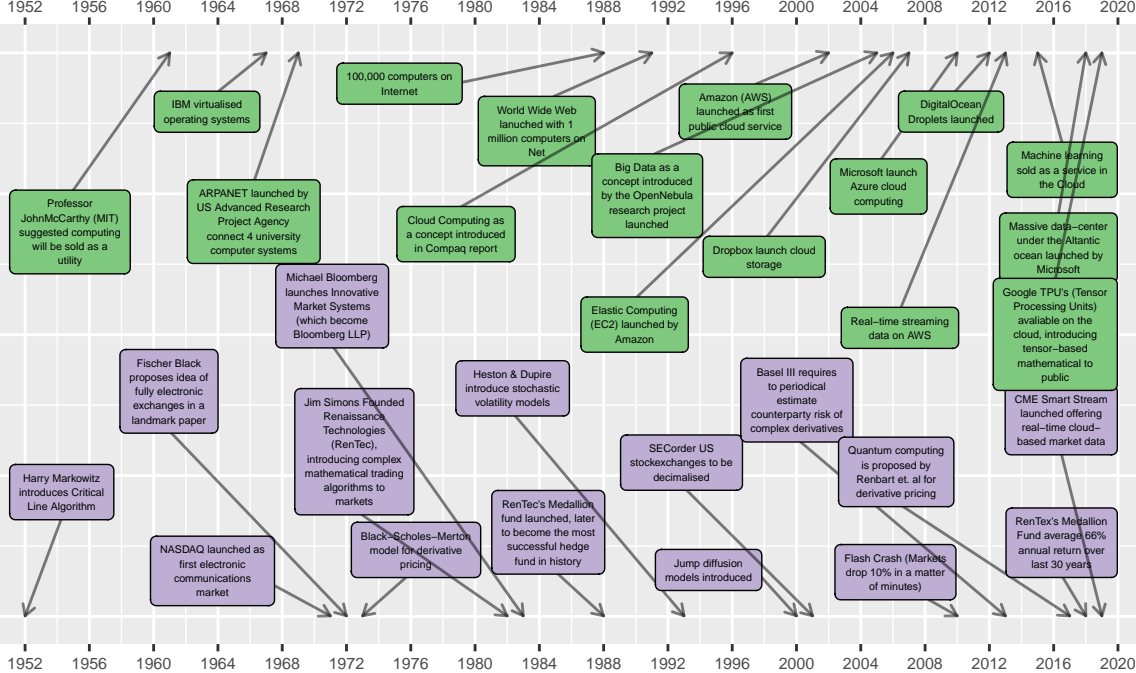 1952 1956 1960 1964 1968 1972 1976 1980 1984 1988 1992 1996 2000 2004 2008 2012 2016 2020
100,000 computers on
Internet
IBM virtualised
operating systems
World Wide Web
lanuched with 1
million computers on
Net
Amazon (AWS)
launched as first
public cloud service
DigitalOcean
Droplets launched
Machine learning
sold as a service in
the Cloud
Professor
JohnMcCarthy (MIT)
suggested computing
will be sold as a
utility
ARPANET launched by
US Advanced Research
Project Agency
connect 4 university
computer systems
Cloud Computing as
a concept introduced
in Compaq report
Big Data as a
concept introduced
by the OpenNebula
research project
launched
Microsoft launch
Azure cloud
computing
Dropbox launch cloud
storage
Massive data−center
under the Altantic
ocean launched by
Microsoft
Elastic Computing
(EC2) launched by
Amazon
Real−time streaming
data on AWS
Google TPU's (Tensor
Processing Units)
avaliable on the
cloud, introducing
tensor−based
mathematical to
public
Michael Bloomberg
launches Innovative
Market Systems
(which become
Bloomberg LLP)
Fischer Black
proposes idea of
fully electronic
exchanges in a
landmark paper
Jim Simons Founded
Renaissance
Technologies
(RenTec),
introducing complex
mathematical trading
algorithms to
markets
Heston & Dupire
introduce stochastic
volatility models
Basel III requires
to periodical
estimate
counterparty risk of
complex derivatives
CME Smart Stream
launched offering
real−time cloud−
based market data
SECorder US
stockexchanges to be
decimalised
Quantum computing
is proposed by
Renbart et. al for
derivative pricing
Harry Markowitz
introduces Critical
Line Algorithm
RenTec's Medallion
fund launched, later
to become the most
successful hedge
fund in history
NASDAQ launched as
first electronic
communications
market
Black−Scholes−Merton
model for derivative
pricing
Jump diffusion
models introduced
Flash Crash (Markets
drop 10% in a matter
of minutes)
RenTex's Medallion
Fund average 66%
annual return over
last 30 years
1952 1956 1960 1964 1968 1972 1976 1980 1984 1988 1992 1996 2000 2004 2008 2012 2016 2020